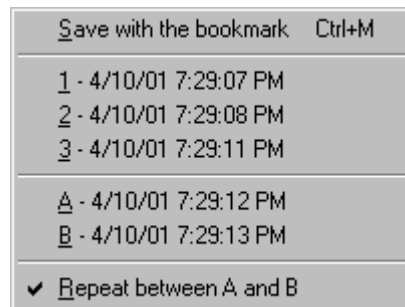 Save with the bookmark Ctrl+M
1 - 4/10/01 7:29:07 PM
2 - 4/10/01 7:29:08 PM
3 - 4/10/01 7:29:11 PM
A - 4/10/01 7:29:12 PM
B - 4/10/01 7:29:13 PM
Repeat between A and B